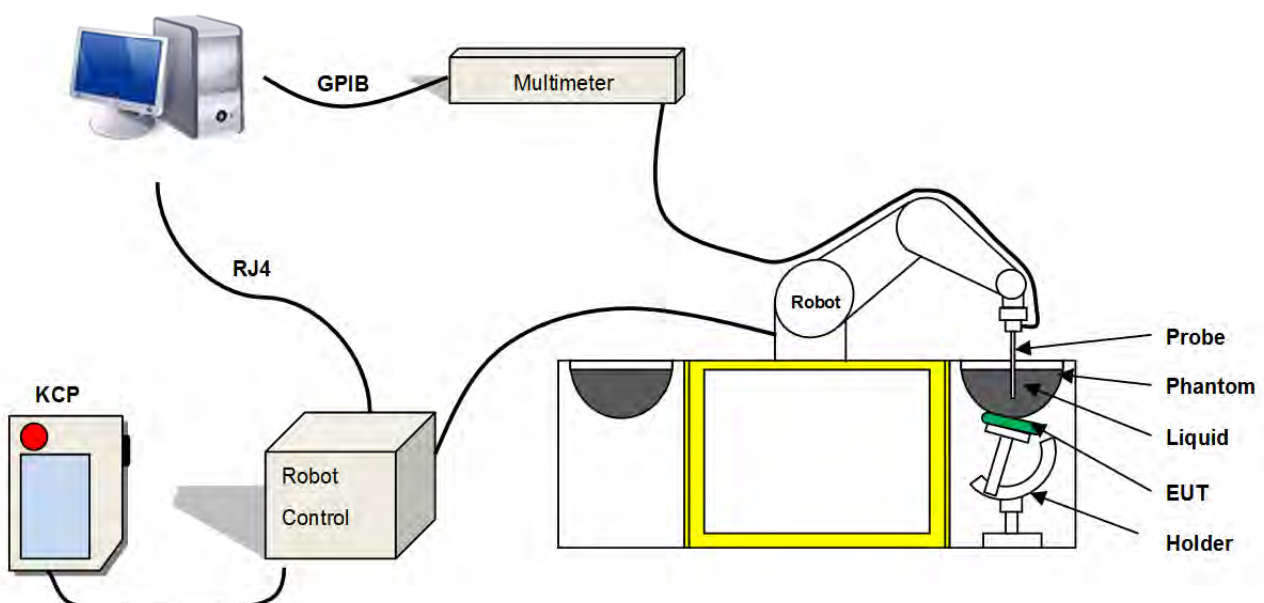 GPIB
Multimeter
RJ4
Robot
Probe
KCP
Phantom
Liquid
Robot
Control
EUT
Holder